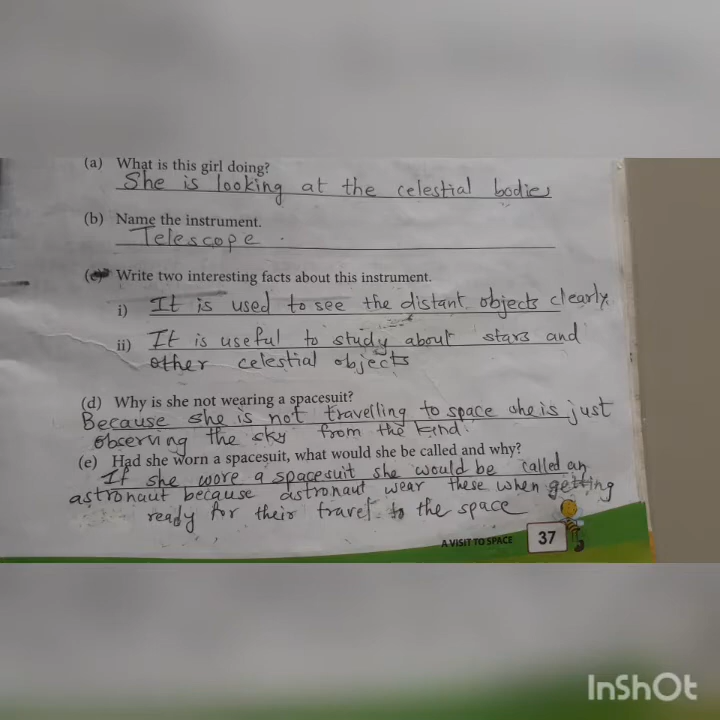 (a) What is this girl doing?
She is looking at the celestial bodies
(b) Name the instrument.
Telescope.
(c) Write two interesting facts about this instrument.
i) It is used to see the distant objects clearly.
ii) It is useful to study about stars and
other celestial objects
(d) Why is she not wearing a spacesuit?
Because she is not travelling to space she is just
observing the sky from the
(e) Had she worn a spacesuit, what would she be called and why?
If she wore a spacesuit she would be called an
astronaut because astronaut wear these when getting
ready for their travel to the space
A VISIT TO SPACE 37
InShOt